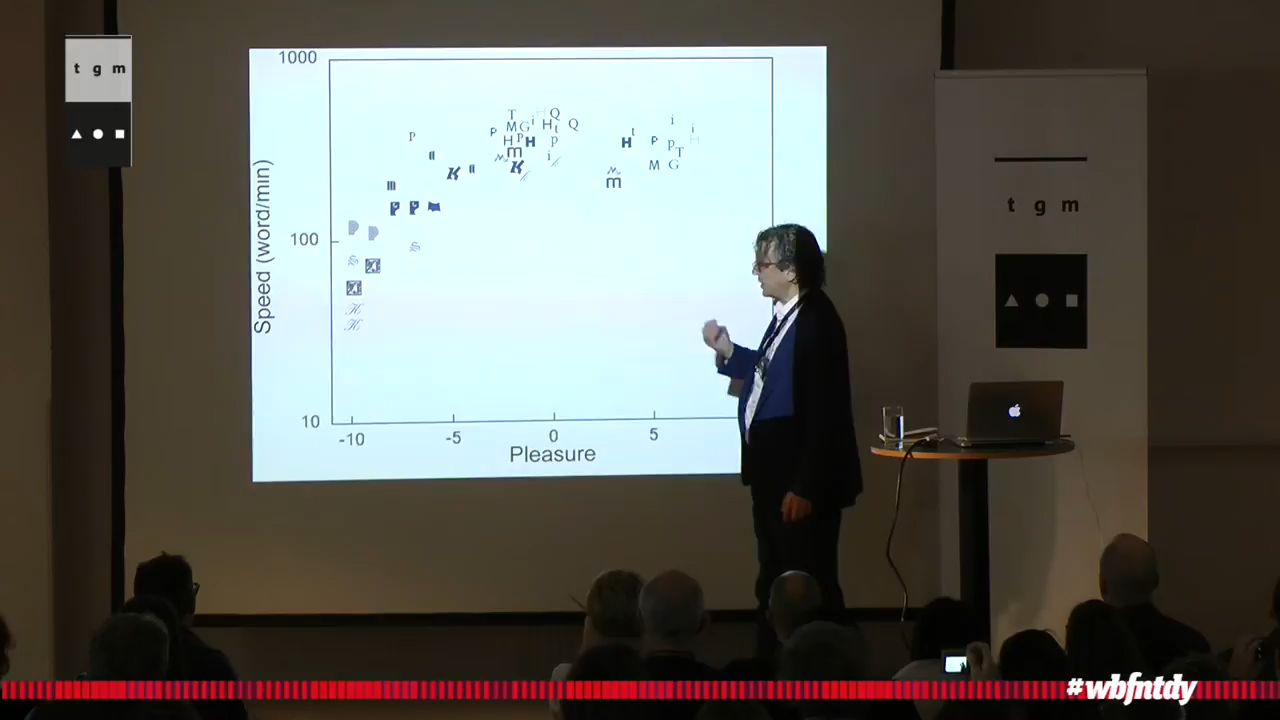 t g m
1000
100
10
Speed (word/min)
-10
-5
0
5
Pleasure
T
i H Q
P M G H t Q
H P H P
m i
P
K
H t P P T
i i H
M G
m
P P
P P
S
S
K
K
t g m
#wbfntdy